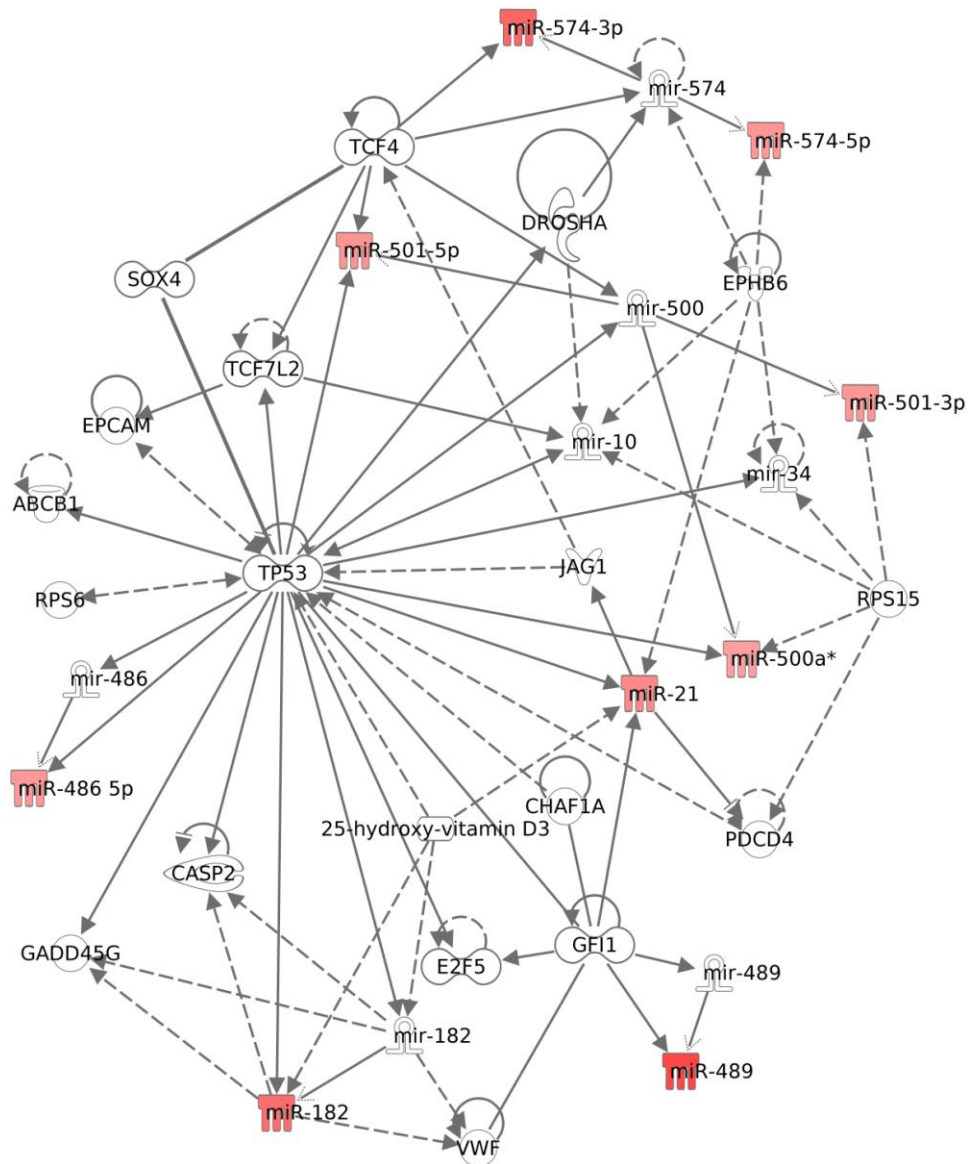 miR-574-3p
mir-574
TCF4
miR-574-5p
DROSHA
miR-501-5p
SOX4
EPHB6
mir-500
TCF7L2
miR-501-3p
EPCAM
mir-10
mir-34
ABCB1
TP53
JAG1
RPS6
RPS15
miR-500a*
mir-486
miR-21
miR-486 5p
CHAF1A
25-hydroxy-vitamin D3
PDCD4
CASP2
GADD45G
E2F5
GFI1
mir-489
mir-182
miR-489
miR-182
VWF